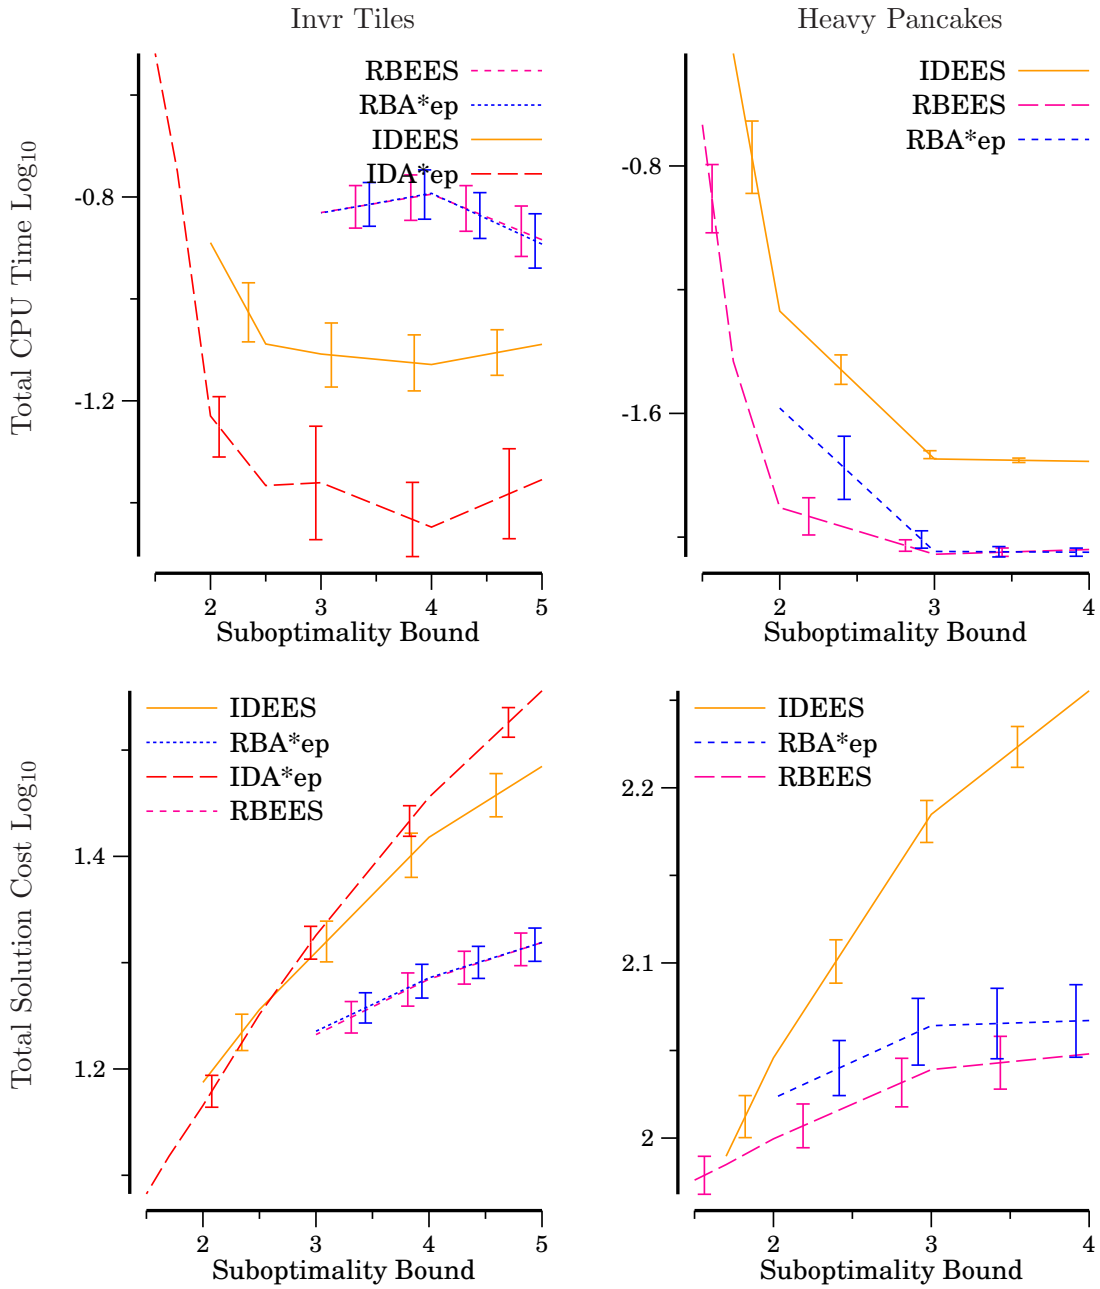 Invr Tiles
Heavy Pancakes
Total CPU Time Log10
RBEES
RBA*ep
IDEES
IDA*ep
-0.8
-1.2
2 3 4 5
Suboptimality Bound
IDEES
RBEES
RBA*ep
-0.8
-1.6
2 3 4
Suboptimality Bound
Total Solution Cost Log10
IDEES
RBA*ep
IDA*ep
RBEES
1.4
1.2
2 3 4 5
Suboptimality Bound
IDEES
RBA*ep
RBEES
2.2
2.1
2
2 3 4
Suboptimality Bound